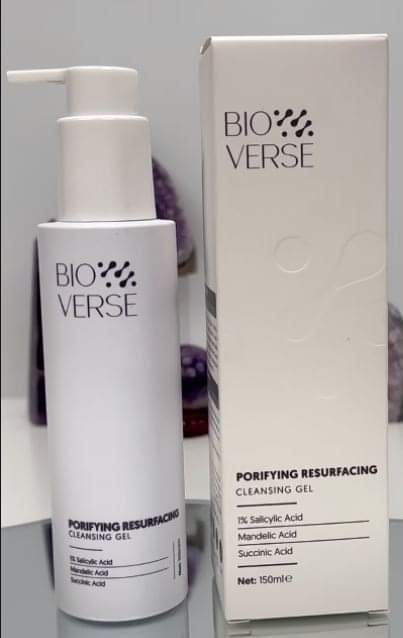 BIO
VERSE
PORIFYING RESURFACING
CLEANSING GEL
1% Salicylic Acid
Mandelic Acid
Succinic Acid
BIO
VERSE
PORIFYING RESURFACING
CLEANSING GEL
1% Salicylic Acid
Mandelic Acid
Succinic Acid
Net: 150ml℮